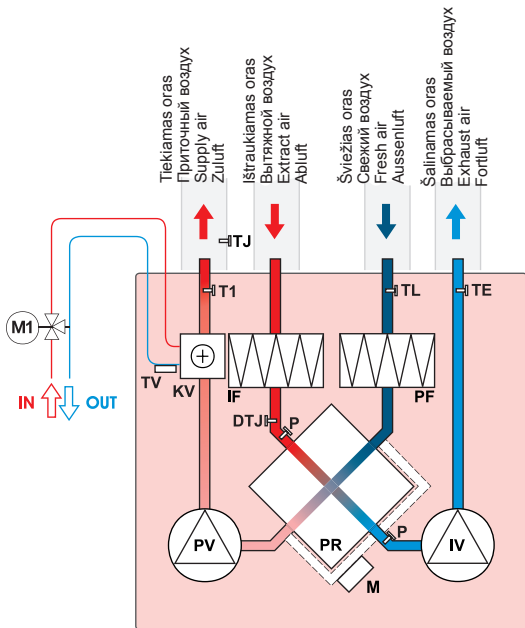 Tiekiamas oras
Приточный воздух
Supply air
Zuluft
Ištraukiamas oras
Вытяжной воздух
Extract air
Abluft
Šviežias oras
Свежий воздух
Fresh air
Aussenluft
Šalinamas oras
Выбрасываемый воздух
Exhaust air
Fortluft
TJ
T1
TL
TE
M1
TV
KV
IF
PF
IN
OUT
DTJ
P
P
PV
PR
IV
M